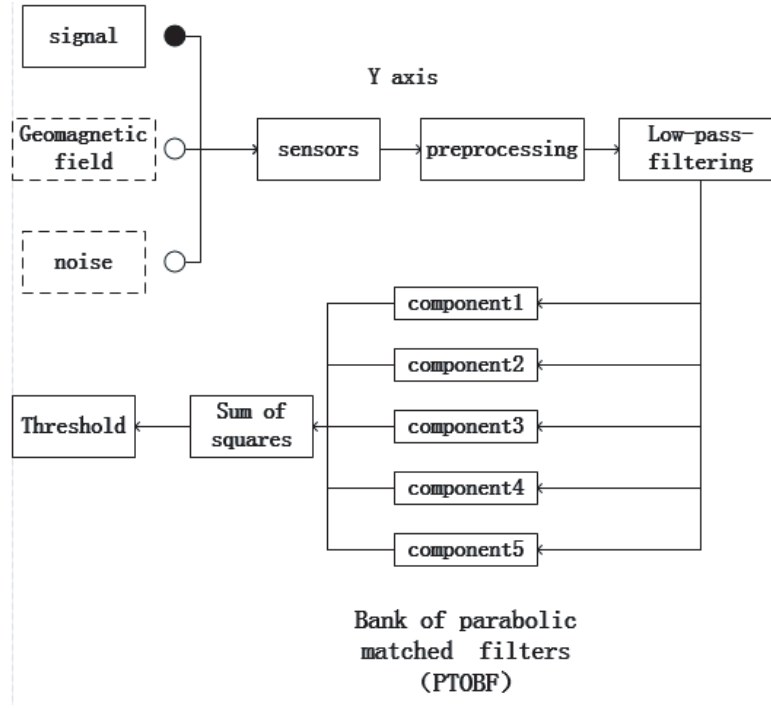 signal
Y axis
Geomagnetic
field
sensors
preprocessing
Low-pass-
filtering
noise
component1
component2
component3
component4
component5
Sum of
squares
Threshold
Bank of parabolic
matched filters
(PTOBF)